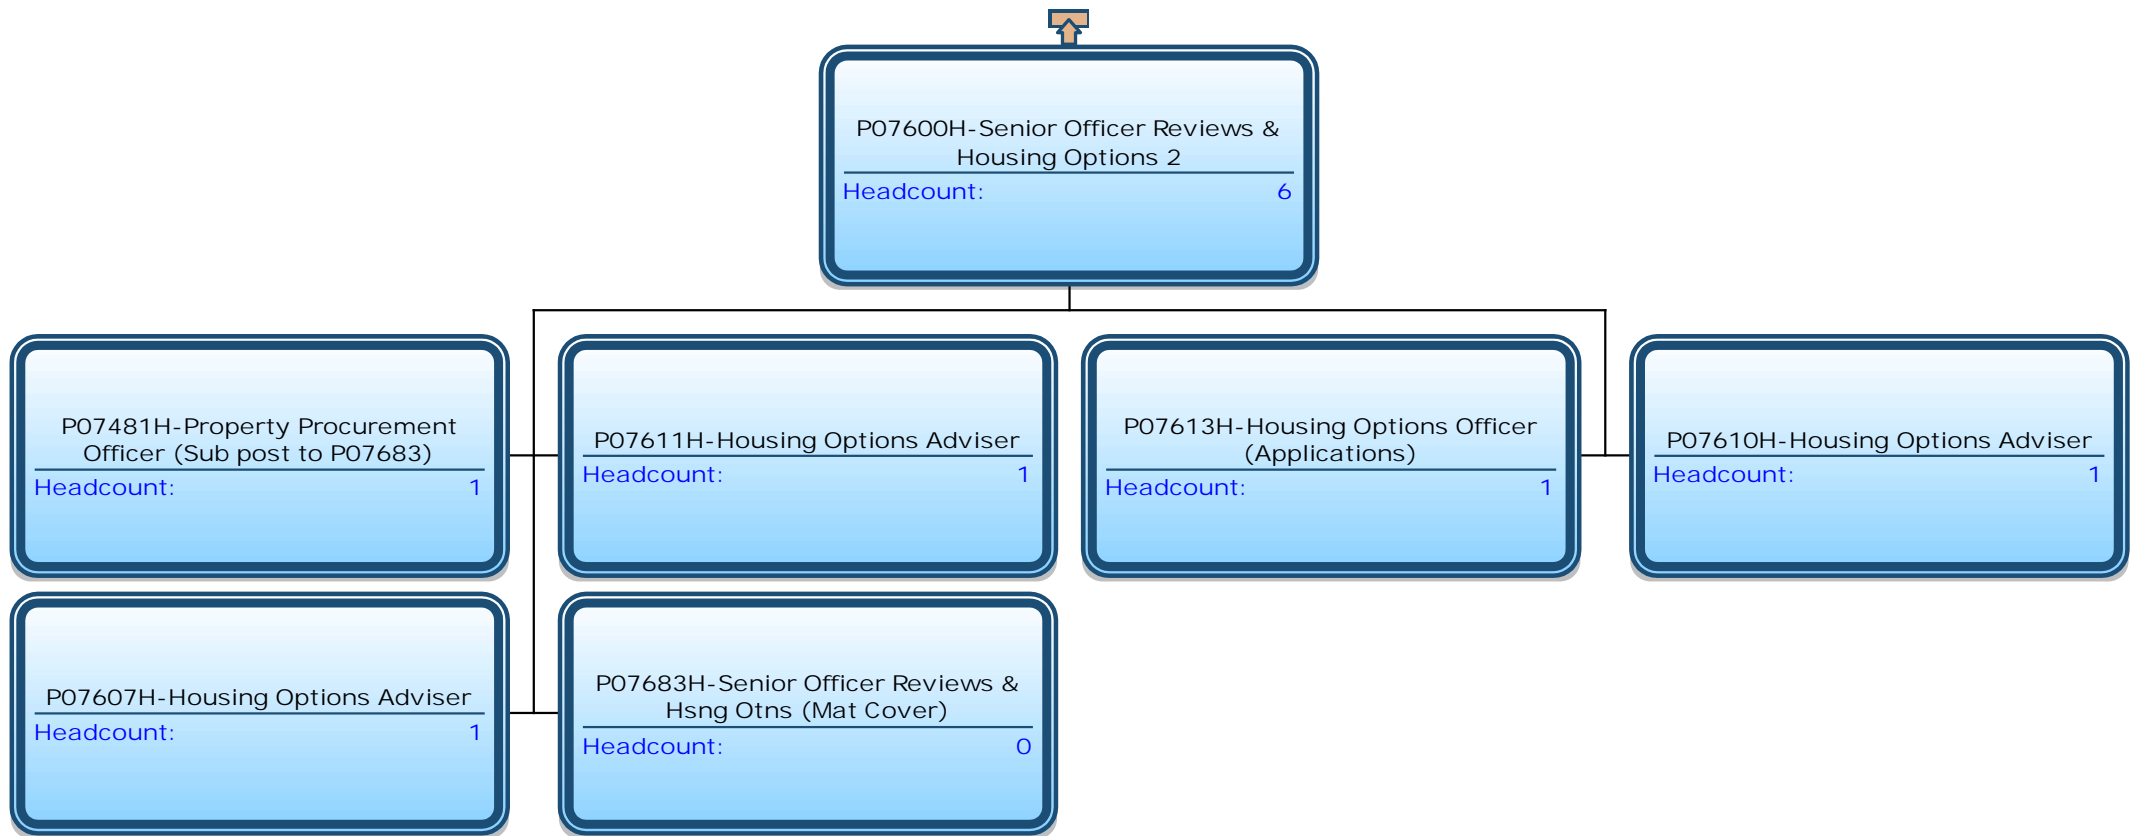 P07600H-Senior Officer Reviews &
Housing Options 2
Headcount: 6
P07481H-Property Procurement
Officer (Sub post to P07683)
Headcount: 1
P07611H-Housing Options Adviser
Headcount: 1
P07613H-Housing Options Officer
(Applications)
Headcount: 1
P07610H-Housing Options Adviser
Headcount: 1
P07607H-Housing Options Adviser
Headcount: 1
P07683H-Senior Officer Reviews &
Hsng Otns (Mat Cover)
Headcount: 0